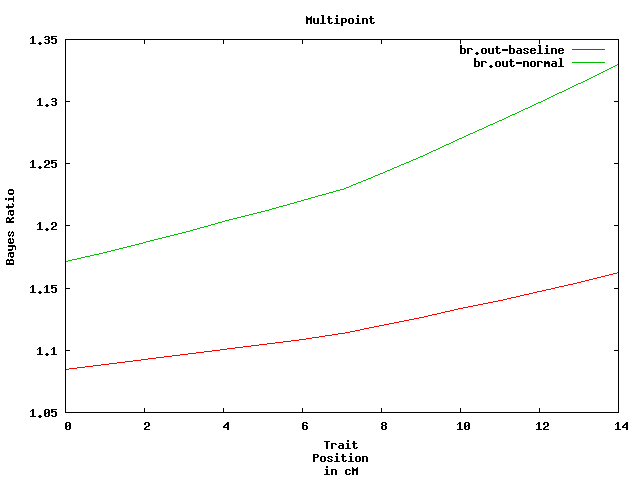 Multipoint
br.out-baseline
br.out-normal
1.35
1.3
1.25
1.2
1.15
1.1
1.05
Bayes Ratio
0 2 4 6 8 10 12 14
Trait
Position
in cM